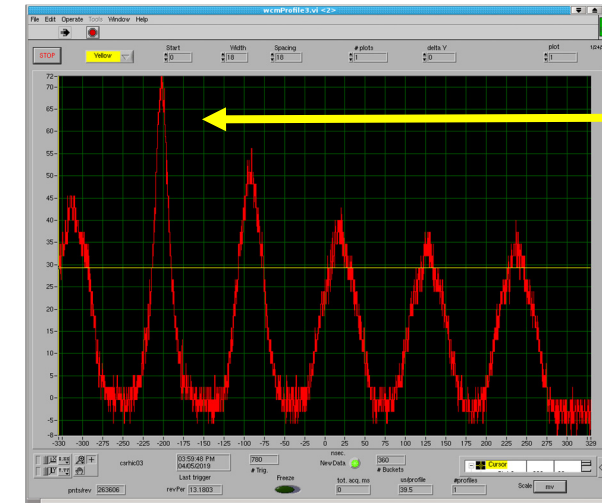 wcmProfile3.vi <2>
File Edit Operate Tools Window Help
Start Width Spacing # plots delta Y plot
STOP Yellow 0 18 18 1 0 1
72-
70-
65-
60-
55-
50-
45-
40-
35-
30-
25-
20-
15-
10-
5-
0-
-5-
-8-
-330 -300 -275 -250 -225 -200 -175 -150 -125 -100 -75 -50 -25 0 25 50 75 100 125 150 175 200 225 250 275 300 329
nsec.
carhic03 03:59:48 PM 780 NewData 360 Cursor
04/05/2019 # Trig. # Buckets
Last trigger Freeze tot. acq. ms us/profile #profiles
pntsfrev 263606 revPer 13.1803 0 39.5 1 Scale mv